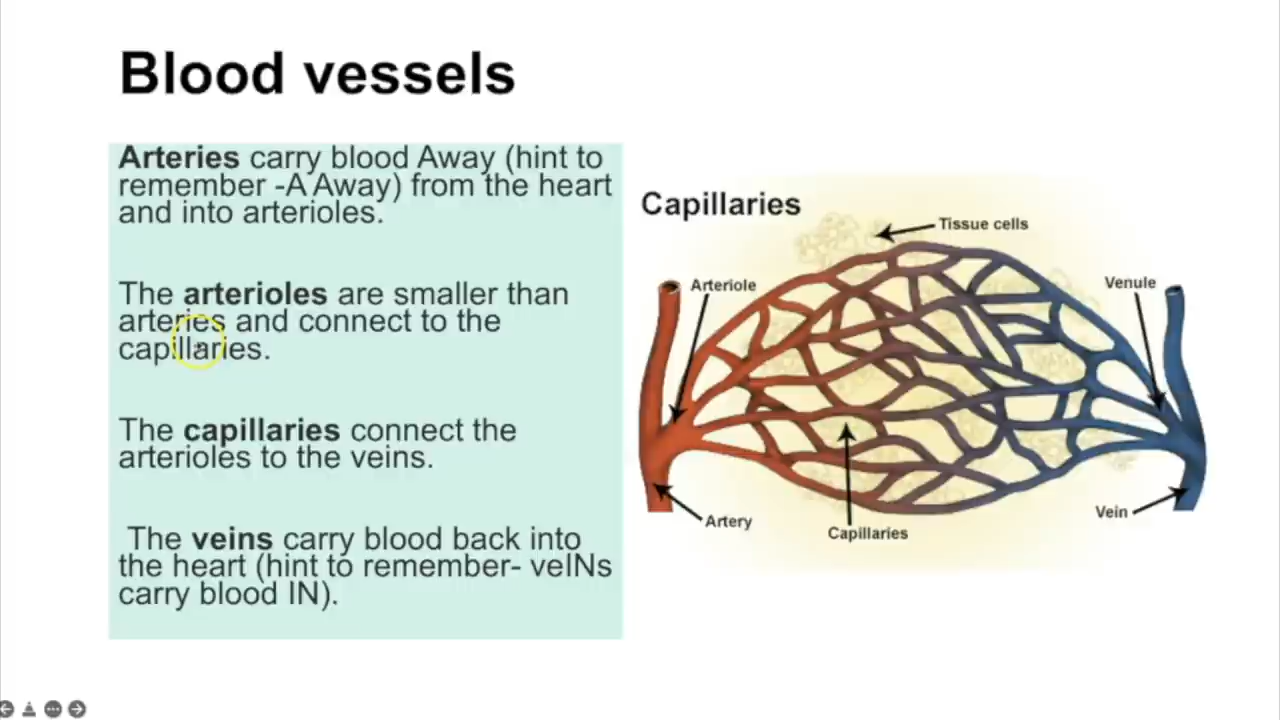 Blood vessels
Arteries carry blood Away (hint to
remember -A Away) from the heart
and into arterioles.
The arterioles are smaller than
arteries and connect to the
capillaries.
The capillaries connect the
arterioles to the veins.
The veins carry blood back into
the heart (hint to remember- veINs
carry blood IN).
Capillaries
Tissue cells
Arteriole
Venule
Artery
Capillaries
Vein